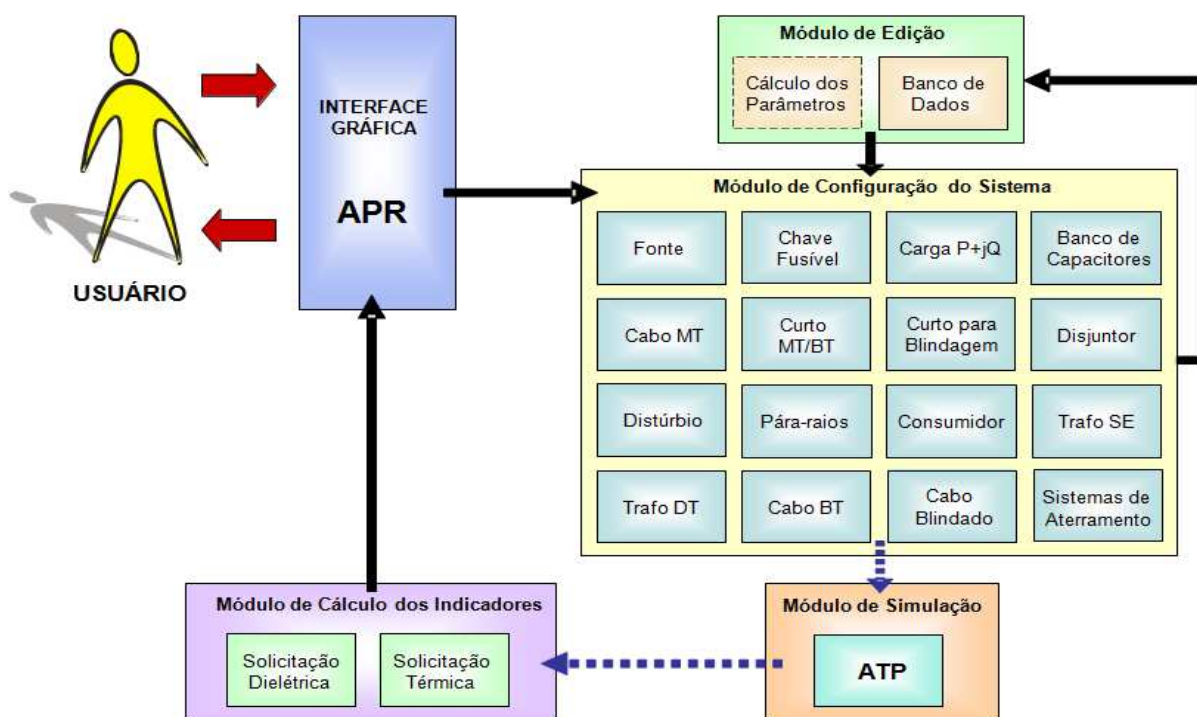 Módulo de Edição
Cálculo dos
Parâmetros
Banco de
Dados
INTERFACE
GRÁFICA
APR
USUÁRIO
Módulo de Configuração do Sistema
Fonte
Chave
Fusível
Carga P+jQ
Banco de
Capacitores
Cabo MT
Curto
MT/BT
Curto para
Blindagem
Disjuntor
Distúrbio
Pára-raios
Consumidor
Trafo SE
Trafo DT
Cabo BT
Cabo
Blindado
Sistemas de
Aterramento
Módulo de Cálculo dos Indicadores
Solicitação
Dielétrica
Solicitação
Térmica
Módulo de Simulação
ATP